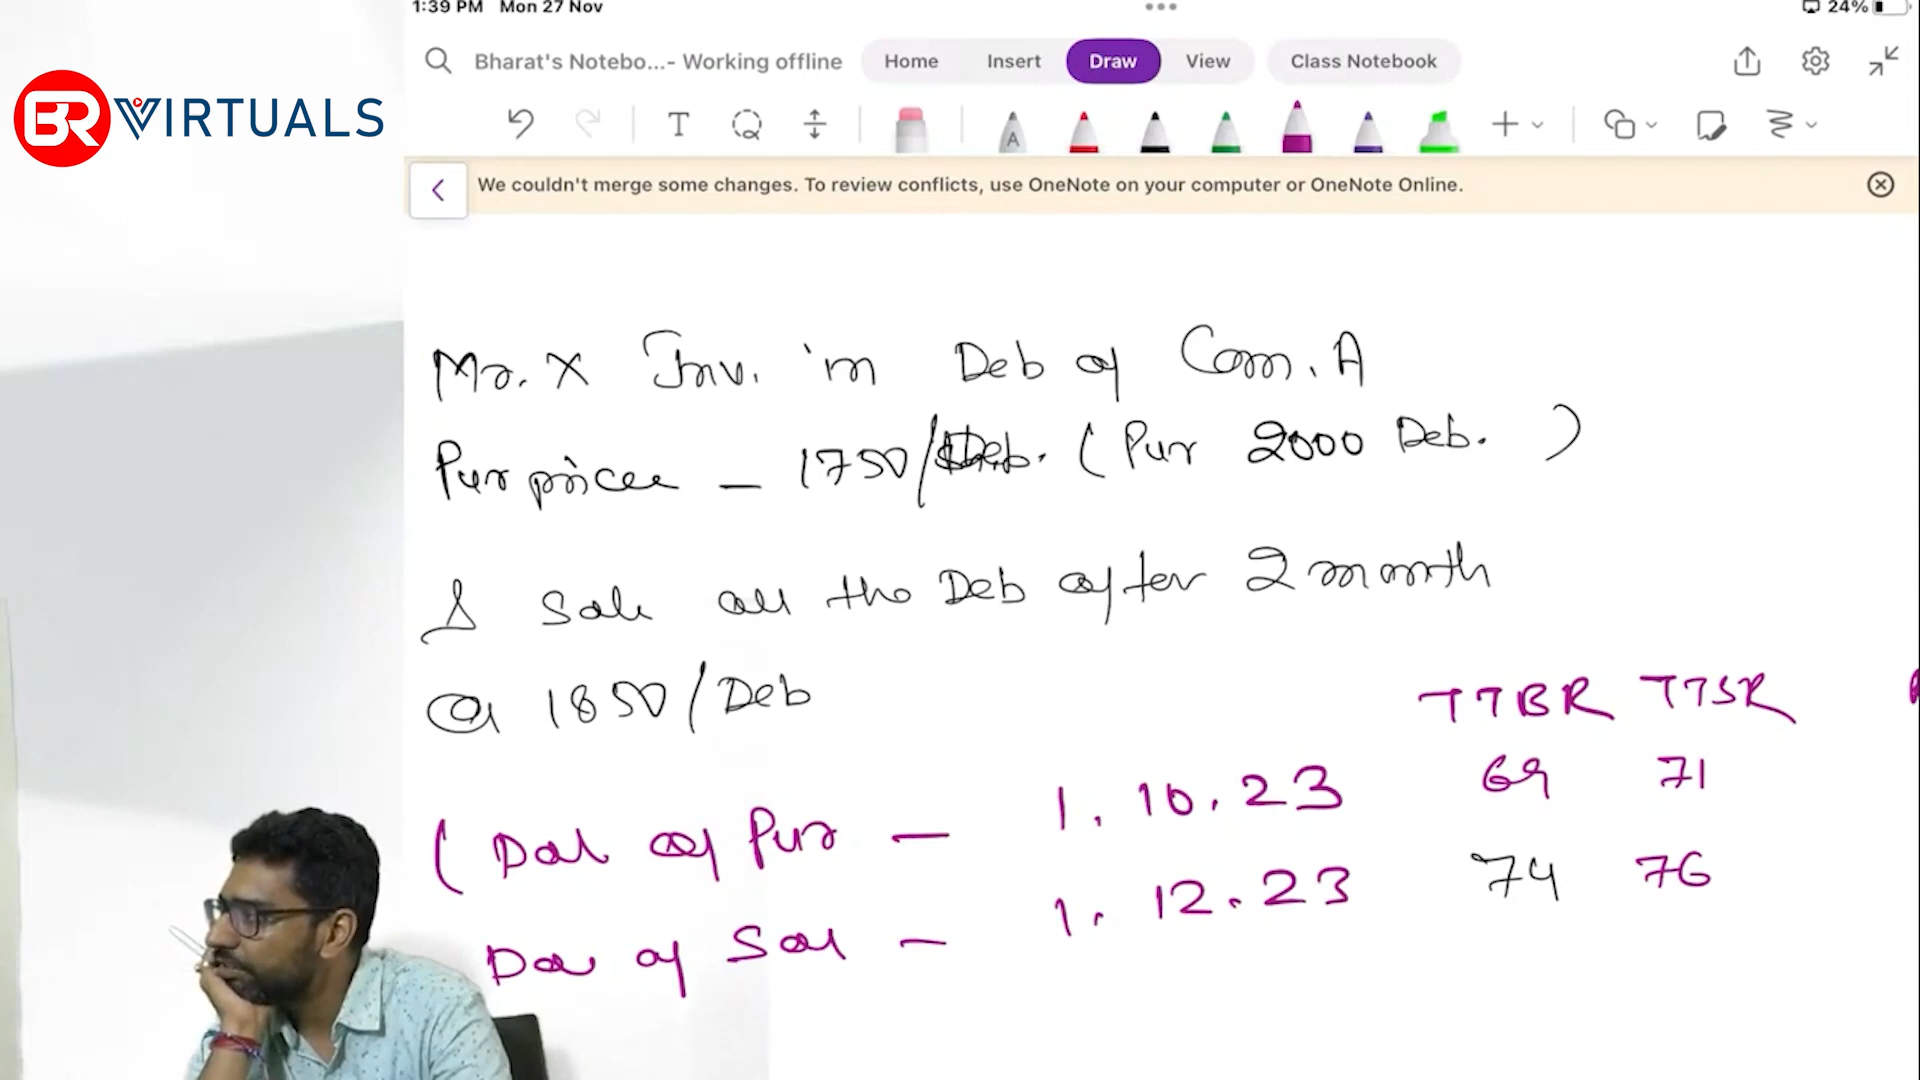 1:39 PM Mon 27 Nov
24%
Bharat's Notebo...- Working offline Home Insert Draw View Class Notebook
BR VIRTUALS
T A
We couldn't merge some changes. To review conflicts, use OneNote on your computer or OneNote Online.
Mr. X Inv. in Deb of Com. A
Pur price - 1750/Deb. (Pur 2000 Deb.)
& Sale all the Deb after 2 month
@ 1850/Deb
TTBR TTSR
(Dat of Pur - 1.10.23 69 71
Dat of Sal - 1.12.23 74 76